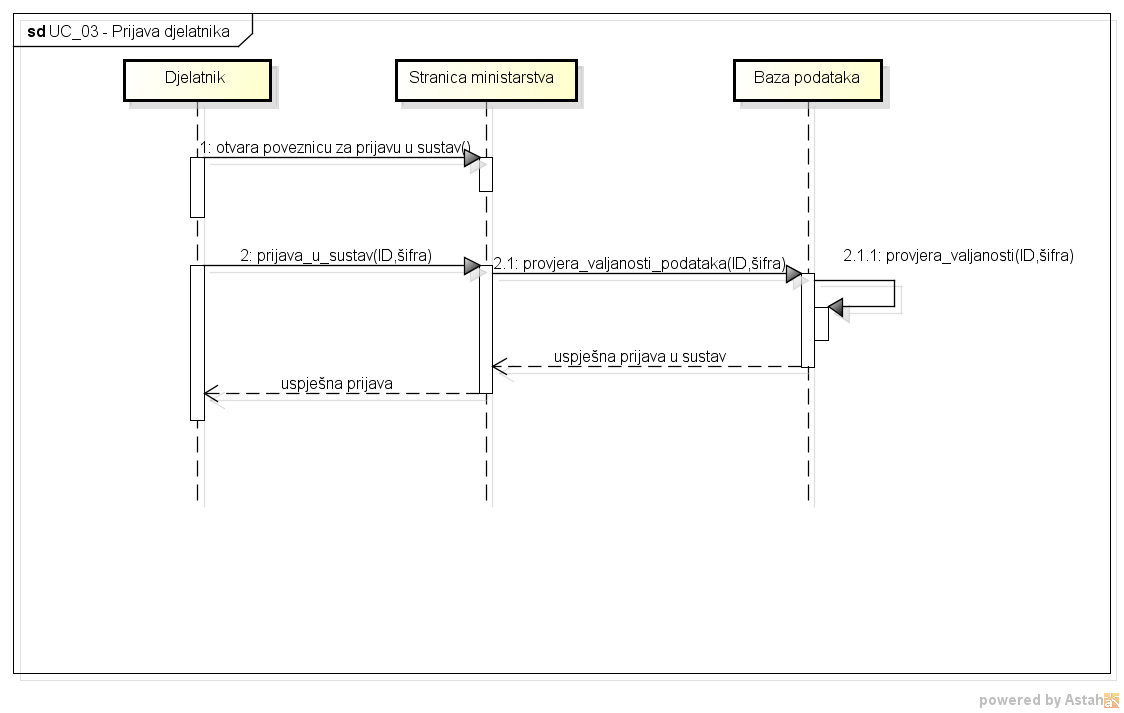 sd UC_03 - Prijava djelatnika
Djelatnik
Stranica ministarstva
Baza podataka
1: otvara poveznicu za prijavu u sustav()
2: prijava_u_sustav(ID,šifra)
2.1: provjera_valjanosti_podataka(ID,šifra)
2.1.1: provjera_valjanosti(ID,šifra)
uspješna prijava u sustav
uspješna prijava
powered by Astah